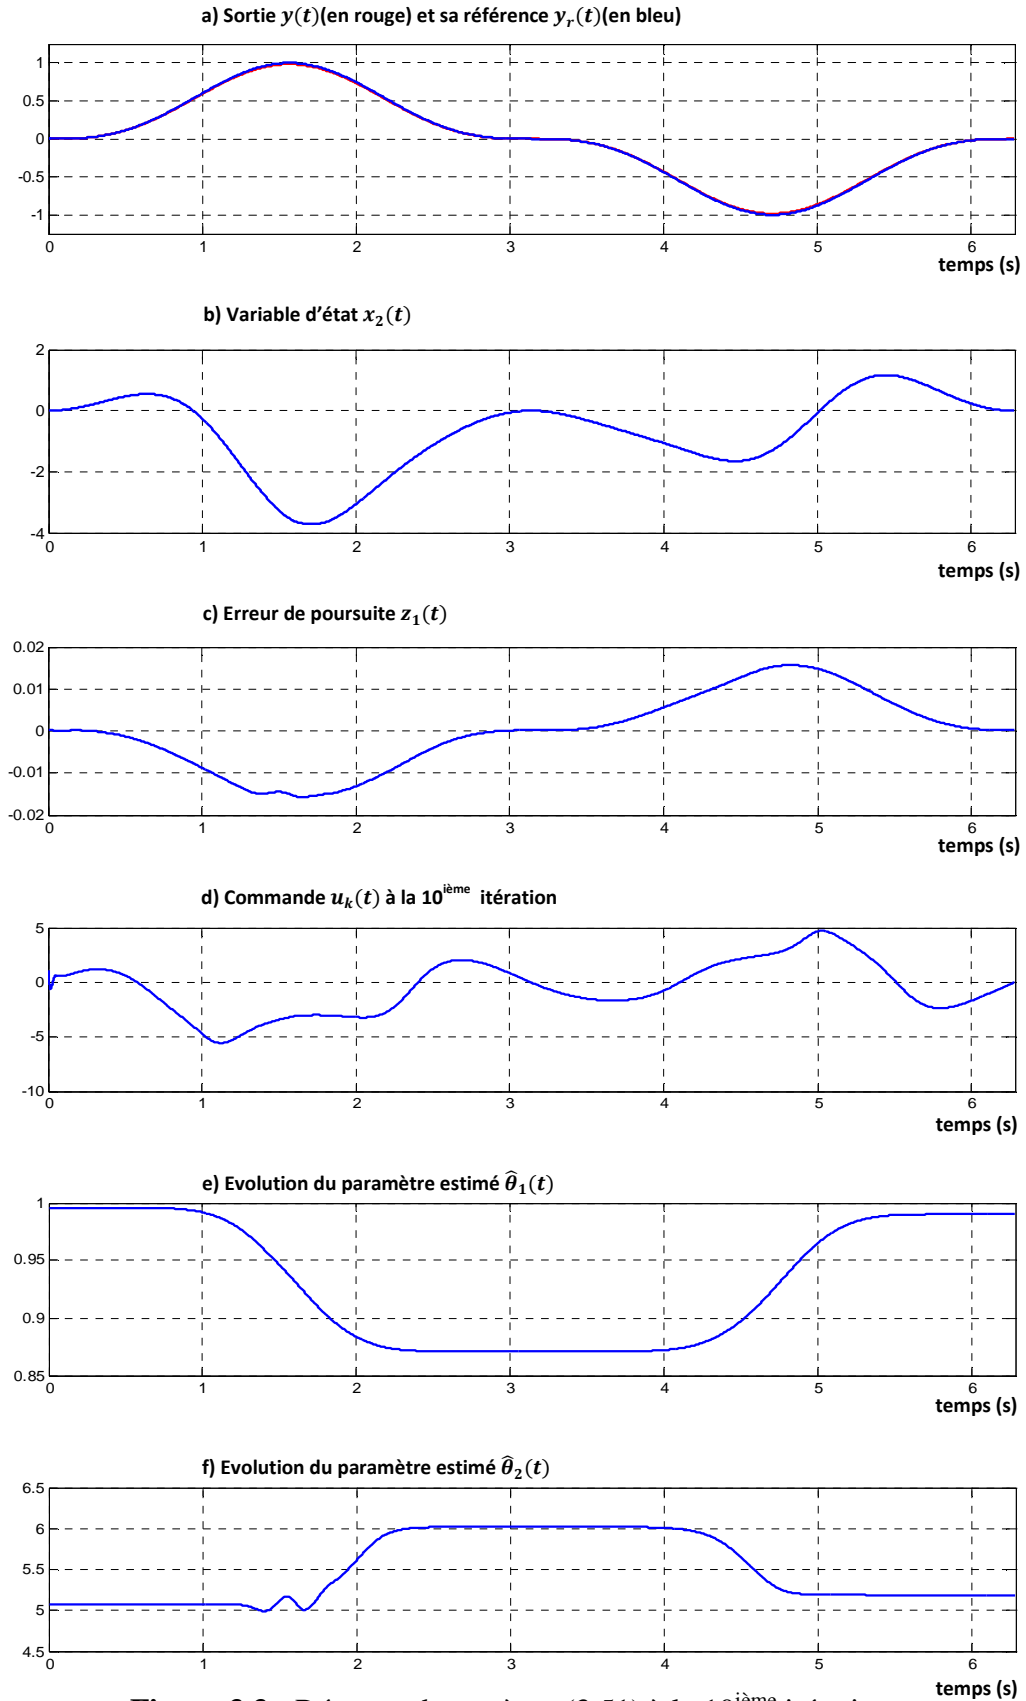 a) Sortie y(t)(en rouge) et sa référence y_r(t)(en bleu)
1
0.5
0
-0.5
-1
0 1 2 3 4 5 6
temps (s)
b) Variable d'état x_2(t)
2
0
-2
-4
0 1 2 3 4 5 6
temps (s)
c) Erreur de poursuite z_1(t)
0.02
0.01
0
-0.01
-0.02
0 1 2 3 4 5 6
temps (s)
d) Commande u_k(t) à la 10ième itération
5
0
-5
-10
0 1 2 3 4 5 6
temps (s)
e) Evolution du paramètre estimé θ̂_1(t)
1
0.95
0.9
0.85
0 1 2 3 4 5 6
temps (s)
f) Evolution du paramètre estimé θ̂_2(t)
6.5
6
5.5
5
4.5
0 1 2 3 4 5 6
temps (s)
Figure